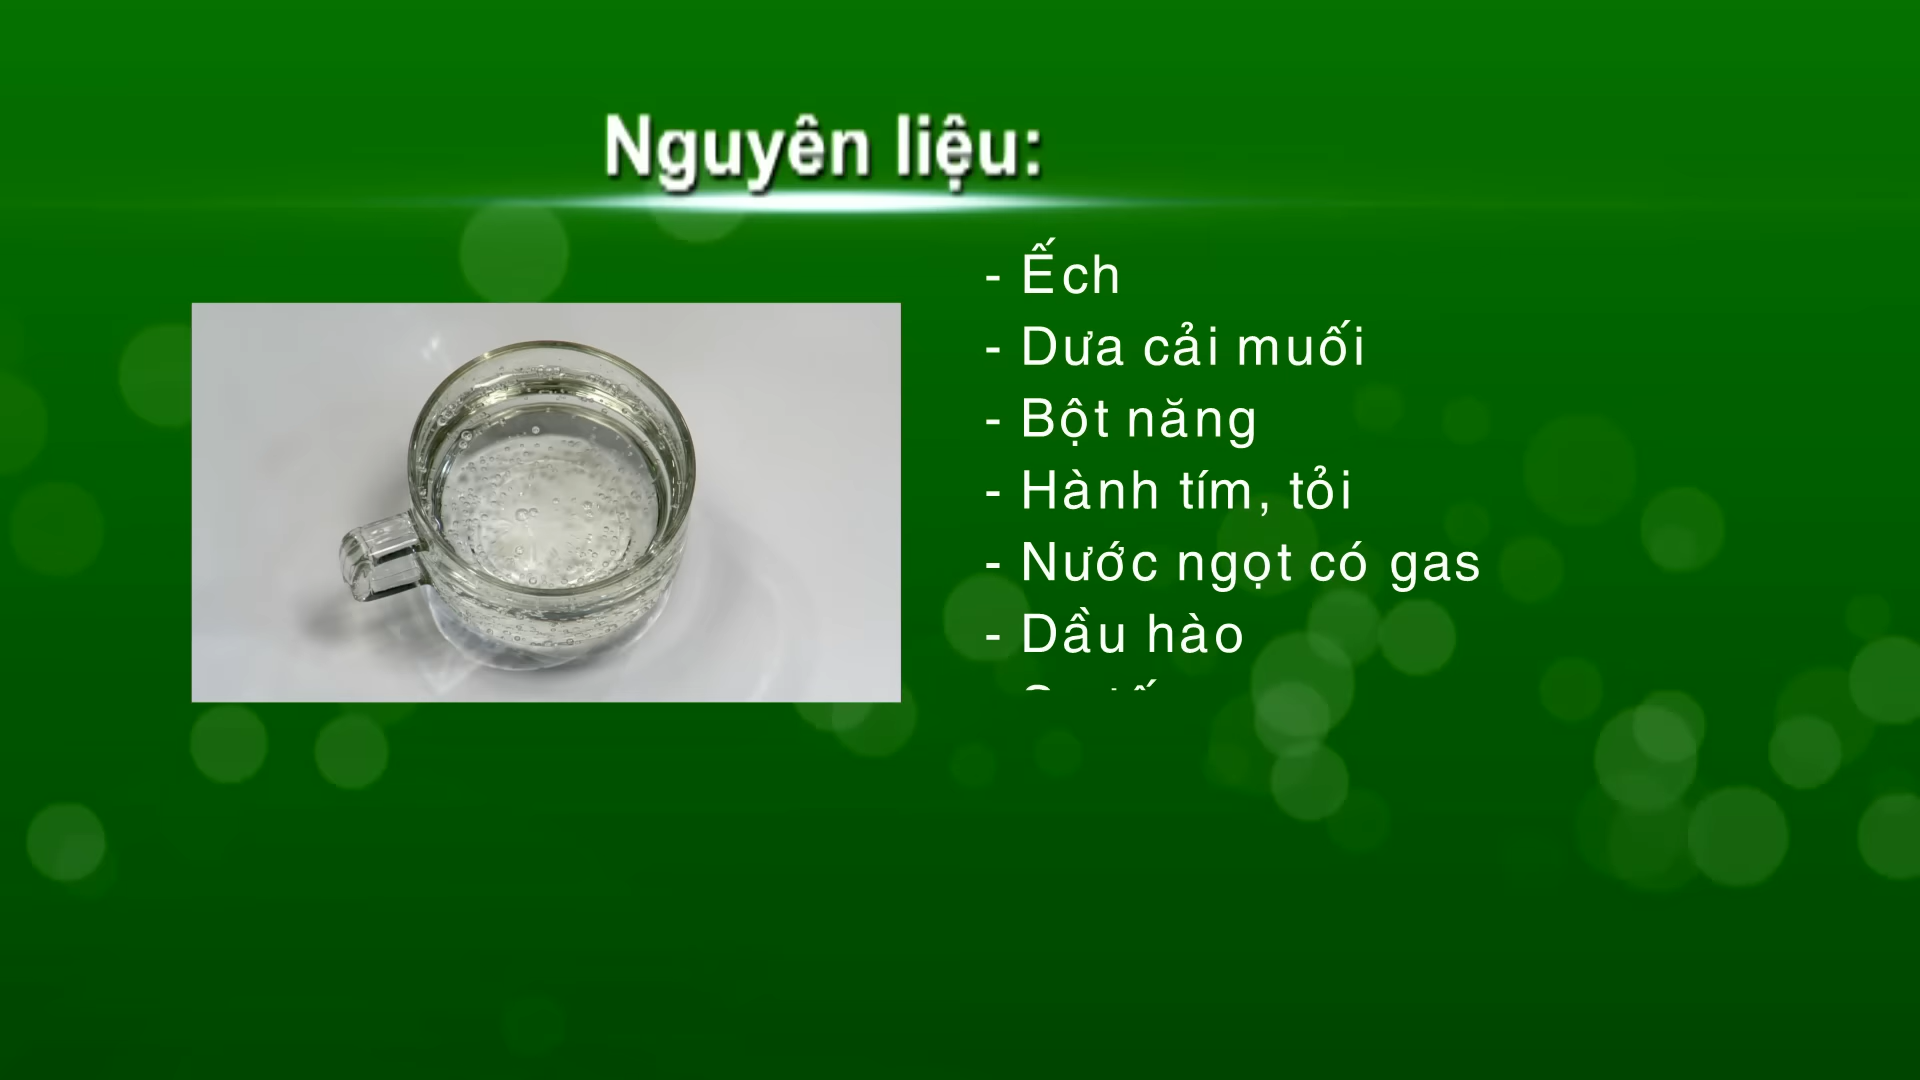 Nguyên liệu:
- Ếch
- Dưa cải muối
- Bột năng
- Hành tím, tỏi
- Nước ngọt có gas
- Dầu hào